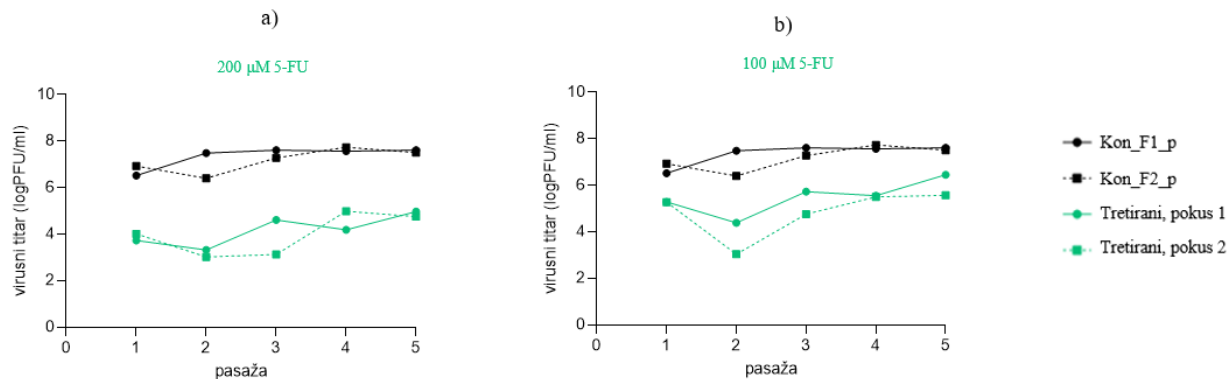 a)
200 µM 5-FU
virusni titar (logPFU/ml)
10
8
6
4
2
0
0 1 2 3 4 5
pasaža
b)
100 µM 5-FU
virusni titar (logPFU/ml)
10
8
6
4
2
0
0 1 2 3 4 5
pasaža
Kon_F1_p
Kon_F2_p
Tretirani, pokus 1
Tretirani, pokus 2